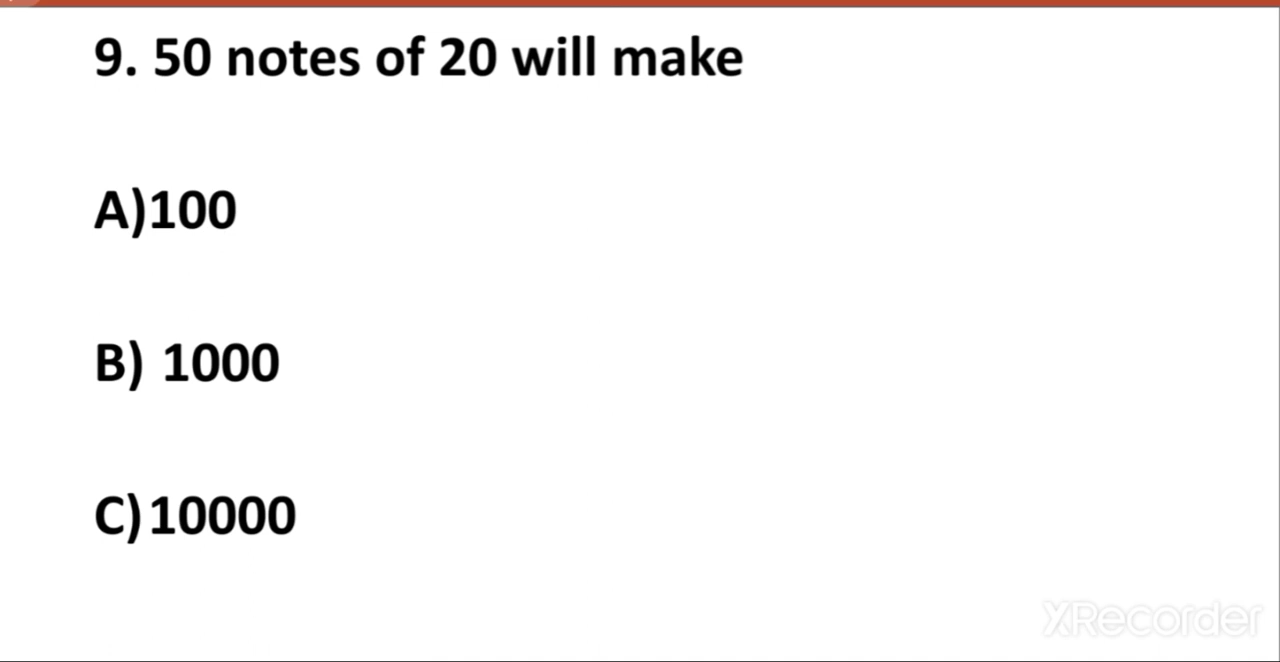 9. 50 notes of 20 will make
A)100
B) 1000
C)10000
XRecorder